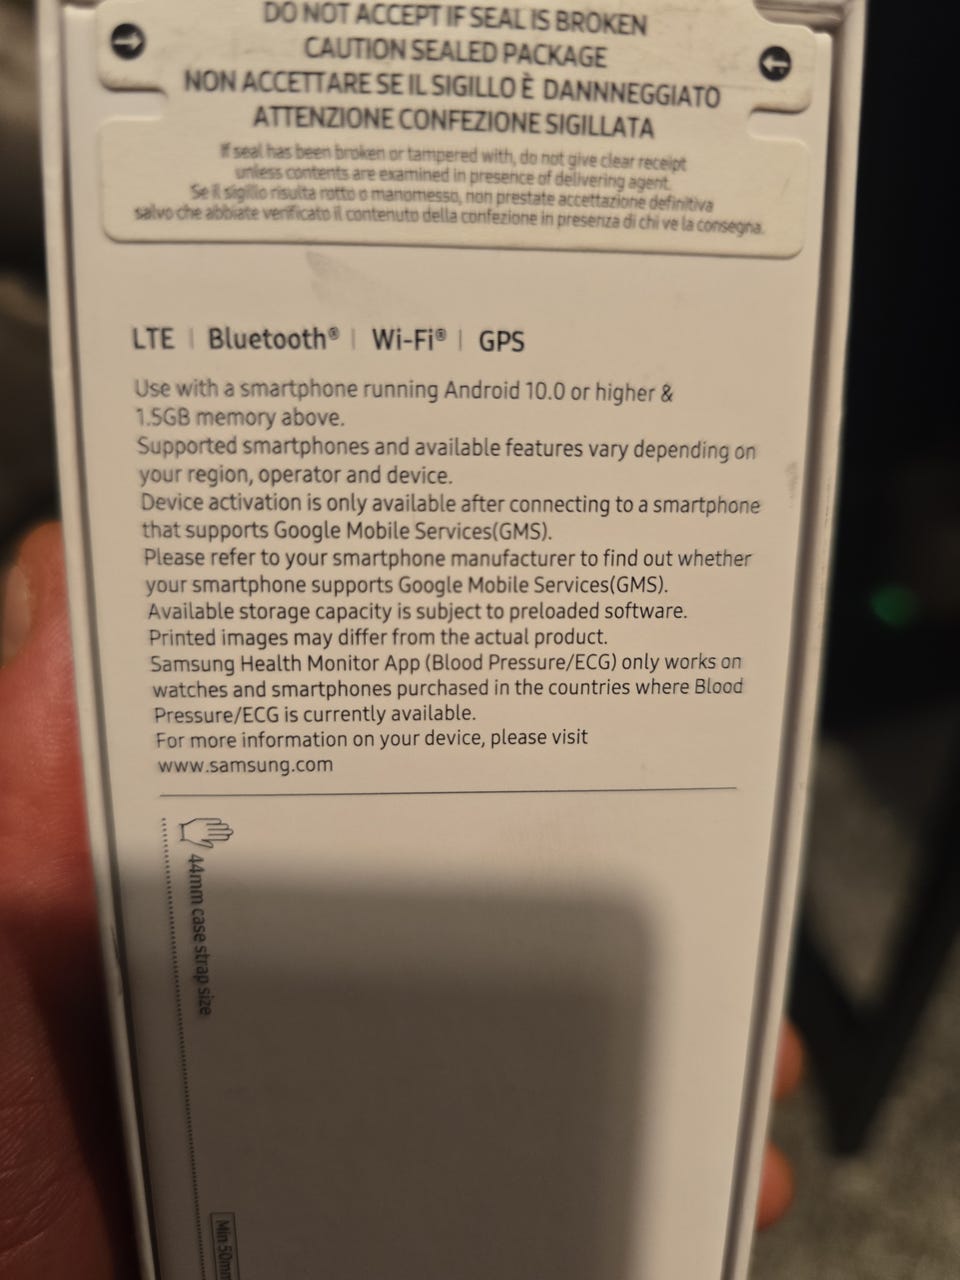 DO NOT ACCEPT IF SEAL IS BROKEN
CAUTION SEALED PACKAGE
NON ACCETTARE SE IL SIGILLO È DANNNEGGIATO
ATTENZIONE CONFEZIONE SIGILLATA
If seal has been broken or tampered with, do not give clear receipt
unless contents are examined in presence of delivering agent.
Se il sigillo risulta rotto o manomesso, non prestate accettazione definitiva
salvo che abbiate verificato il contenuto della confezione in presenza di chi ve la consegna.
LTE | Bluetooth® | Wi-Fi® | GPS
Use with a smartphone running Android 10.0 or higher &
1.5GB memory above.
Supported smartphones and available features vary depending on
your region, operator and device.
Device activation is only available after connecting to a smartphone
that supports Google Mobile Services(GMS).
Please refer to your smartphone manufacturer to find out whether
your smartphone supports Google Mobile Services(GMS).
Available storage capacity is subject to preloaded software.
Printed images may differ from the actual product.
Samsung Health Monitor App (Blood Pressure/ECG) only works on
watches and smartphones purchased in the countries where Blood
Pressure/ECG is currently available.
For more information on your device, please visit
www.samsung.com
44mm case strap size
Min 50mm